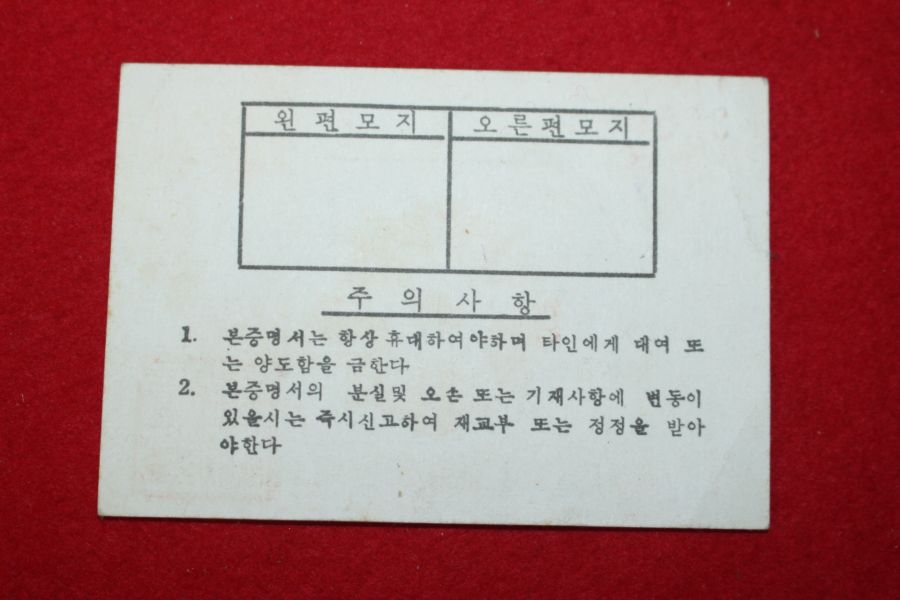 왼편모지 오른편모지
주의사항
1. 본증명서는 항상 휴대하여야하며 타인에게 대여 또
는 양도함을 금한다
2. 본증명서의 분실및 오손 또는 기재사항에 변동이
있을시는 즉시신고하여 재교부 또는 정정을 받아
야한다